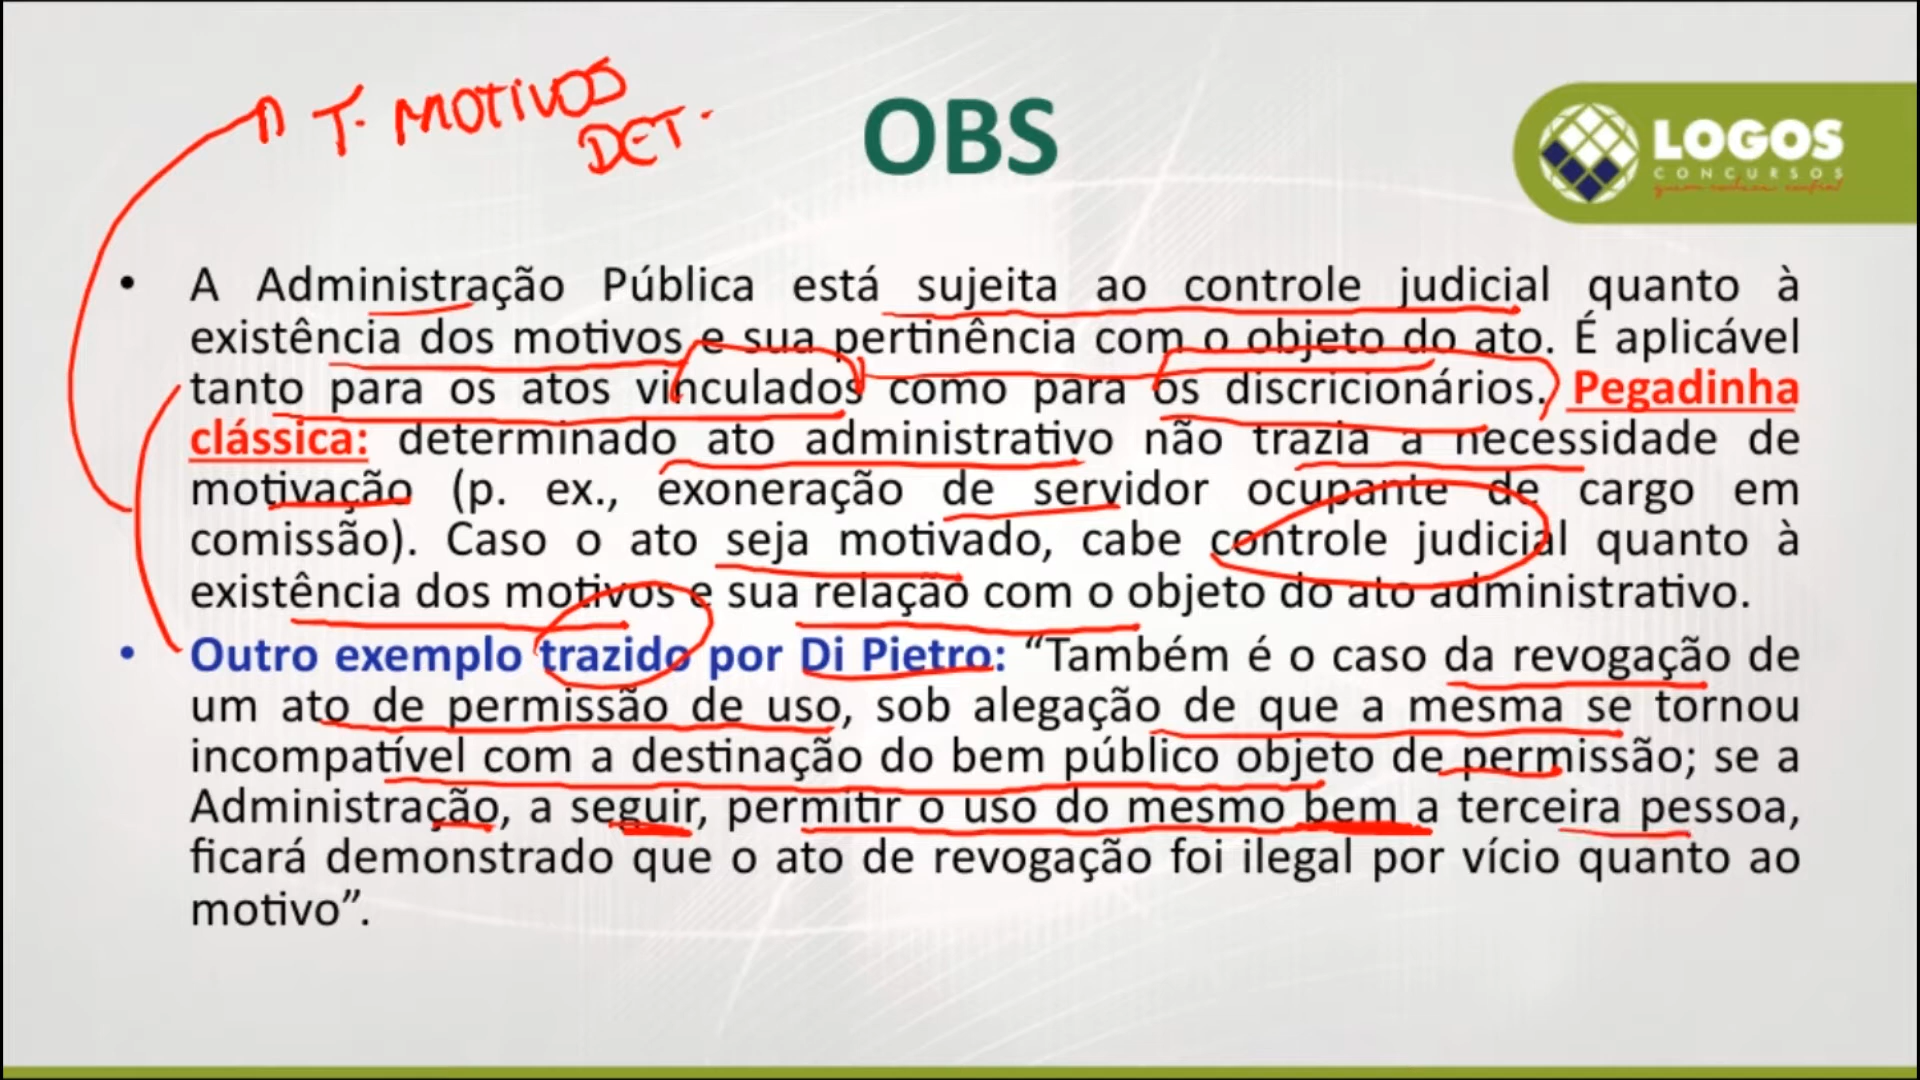 T. MOTIVOS
DET.
OBS
LOGOS
CONCURSOS
• A Administração Pública está sujeita ao controle judicial quanto à
existência dos motivos e sua pertinência com o objeto do ato. É aplicável
tanto para os atos vinculados como para os discricionários. Pegadinha
clássica: determinado ato administrativo não trazia a necessidade de
motivação (p. ex., exoneração de servidor ocupante de cargo em
comissão). Caso o ato seja motivado, cabe controle judicial quanto à
existência dos motivos e sua relação com o objeto do ato administrativo.
• Outro exemplo trazido por Di Pietro: “Também é o caso da revogação de
um ato de permissão de uso, sob alegação de que a mesma se tornou
incompatível com a destinação do bem público objeto de permissão; se a
Administração, a seguir, permitir o uso do mesmo bem a terceira pessoa,
ficará demonstrado que o ato de revogação foi ilegal por vício quanto ao
motivo”.